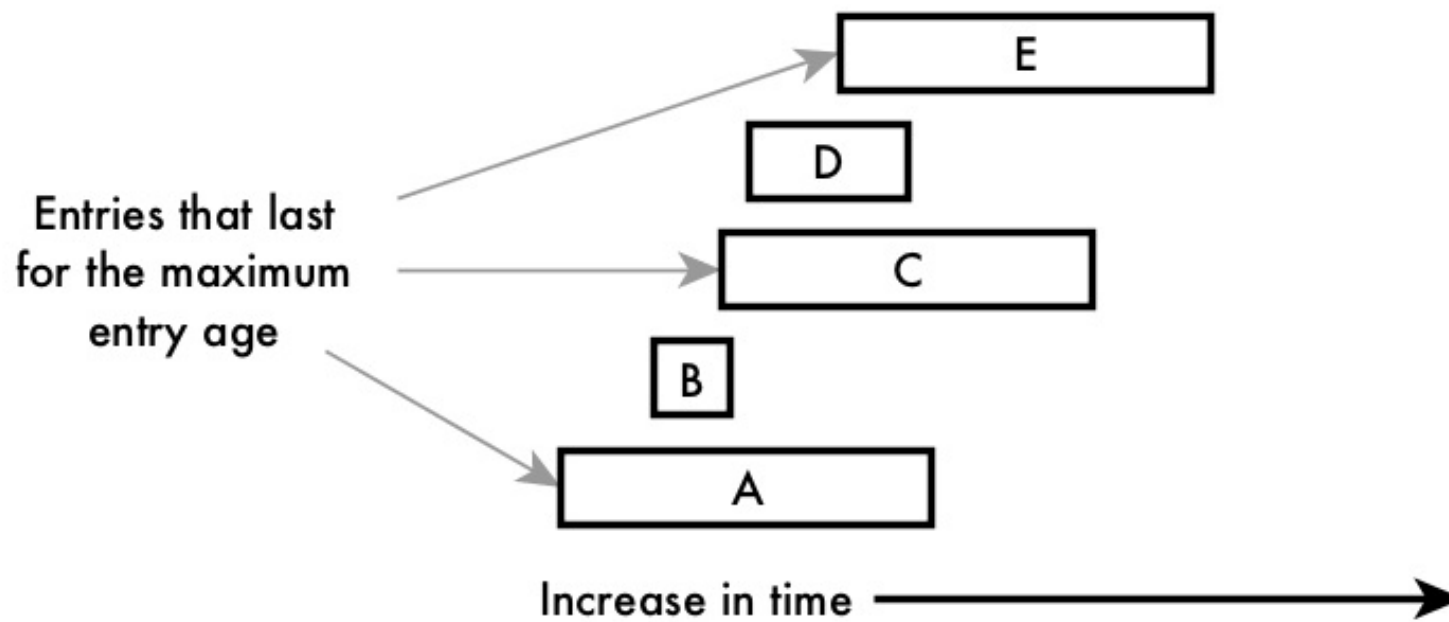 E
D
Entries that last
for the maximum
entry age
C
B
A
Increase in time